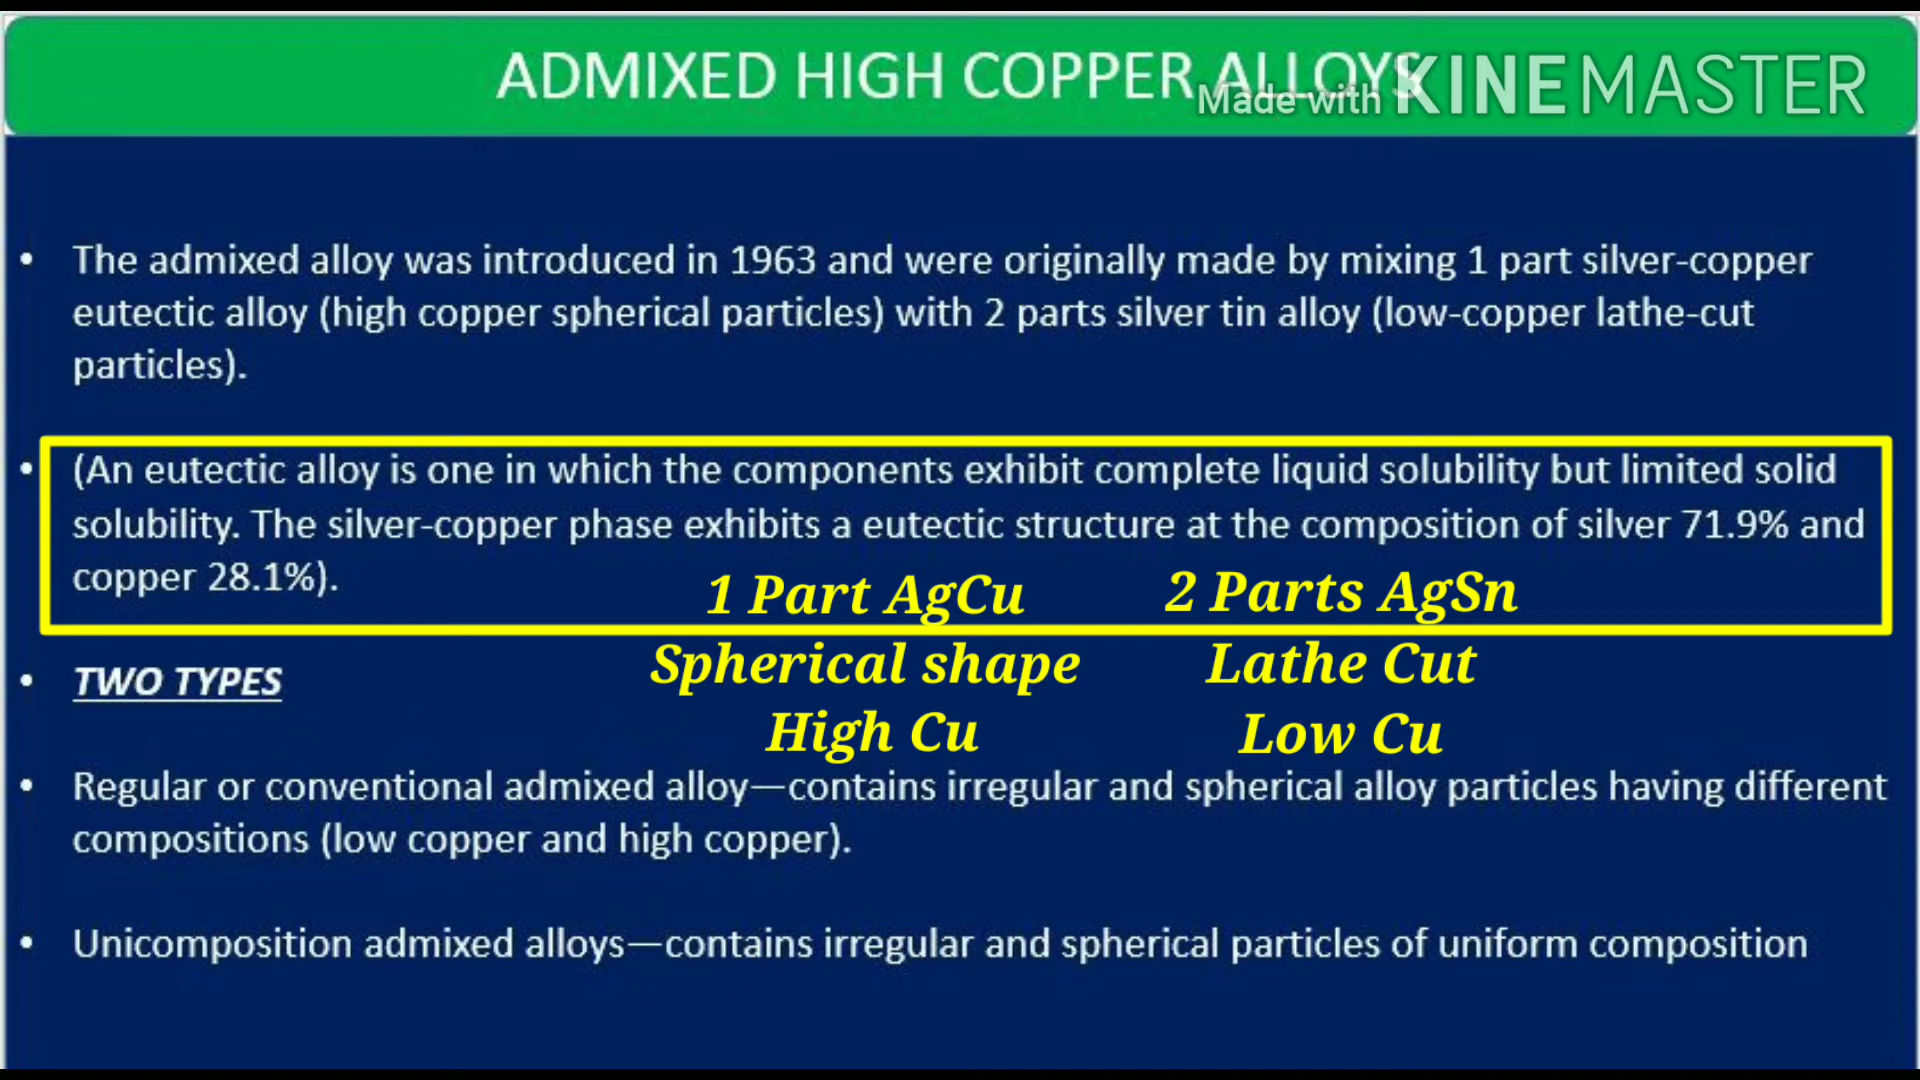 ADMIXED HIGH COPPER ALLOYS
Made with KINEMASTER
• The admixed alloy was introduced in 1963 and were originally made by mixing 1 part silver-copper
eutectic alloy (high copper spherical particles) with 2 parts silver tin alloy (low-copper lathe-cut
particles).
• (An eutectic alloy is one in which the components exhibit complete liquid solubility but limited solid
solubility. The silver-copper phase exhibits a eutectic structure at the composition of silver 71.9% and
copper 28.1%).
1 Part AgCu 2 Parts AgSn
Spherical shape Lathe Cut
• TWO TYPES
High Cu Low Cu
• Regular or conventional admixed alloy—contains irregular and spherical alloy particles having different
compositions (low copper and high copper).
• Unicomposition admixed alloys—contains irregular and spherical particles of uniform composition